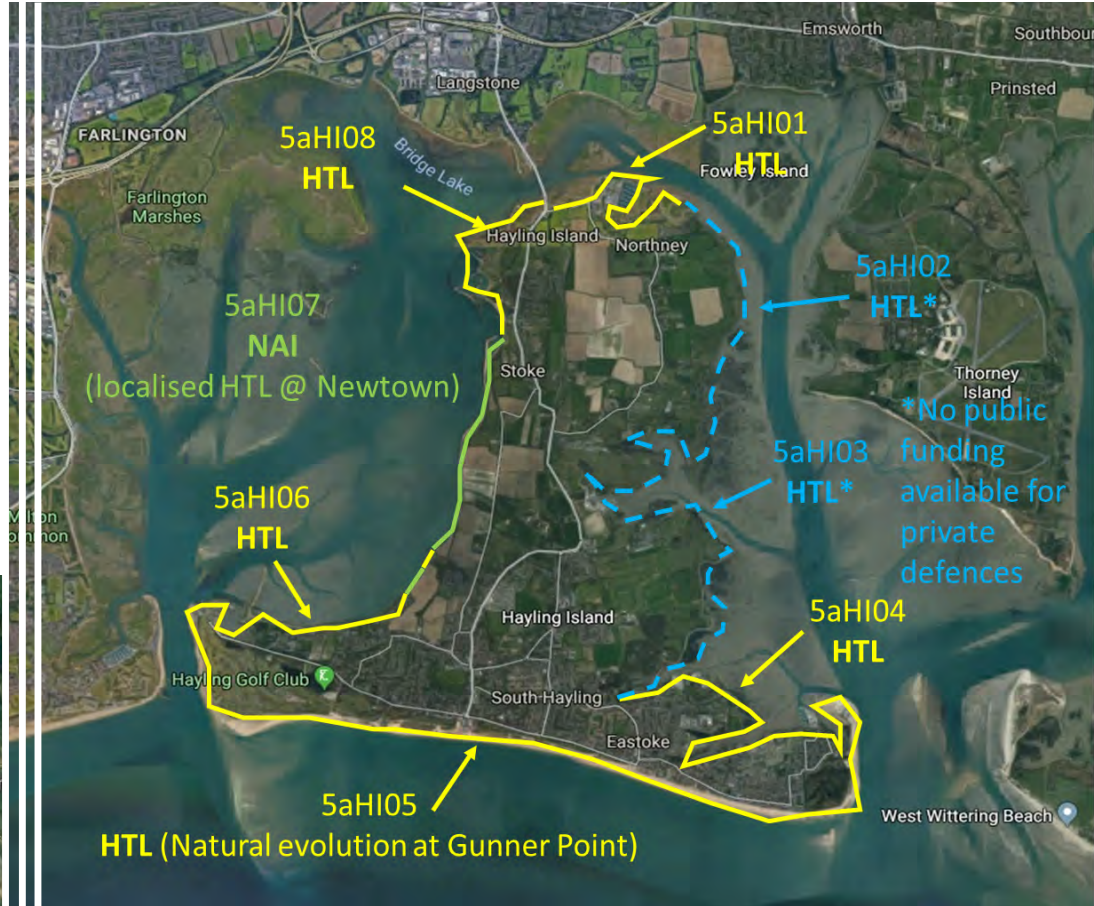 Emsworth
Southbour
Langstone
Prinsted
FARLINGTON
5aHI08
HTL
Bridge Lake
5aHI01
HTL
Fowley Island
Farlington
Marshes
Hayling Island
Northney
5aHI02
HTL*
5aHI07
NAI
(localised HTL @ Newtown)
Stoke
Thorney
Island
*No public
funding
available for
private
defences
5aHI03
HTL*
5aHI06
HTL
Hayling Island
5aHI04
HTL
Hayling Golf Club
South Hayling
Eastoke
5aHI05
HTL (Natural evolution at Gunner Point)
West Wittering Beach